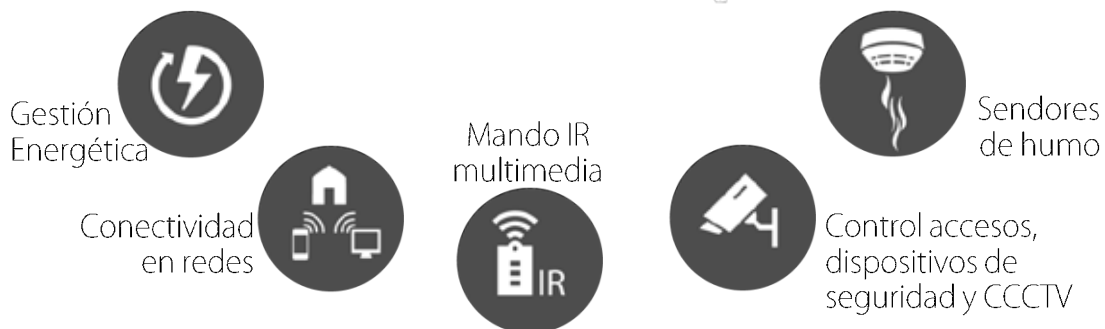 Gestión
Energética
Conectividad
en redes
Mando IR
multimedia
IR
Control accesos,
dispositivos de
seguridad y CCCTV
Sendores
de humo